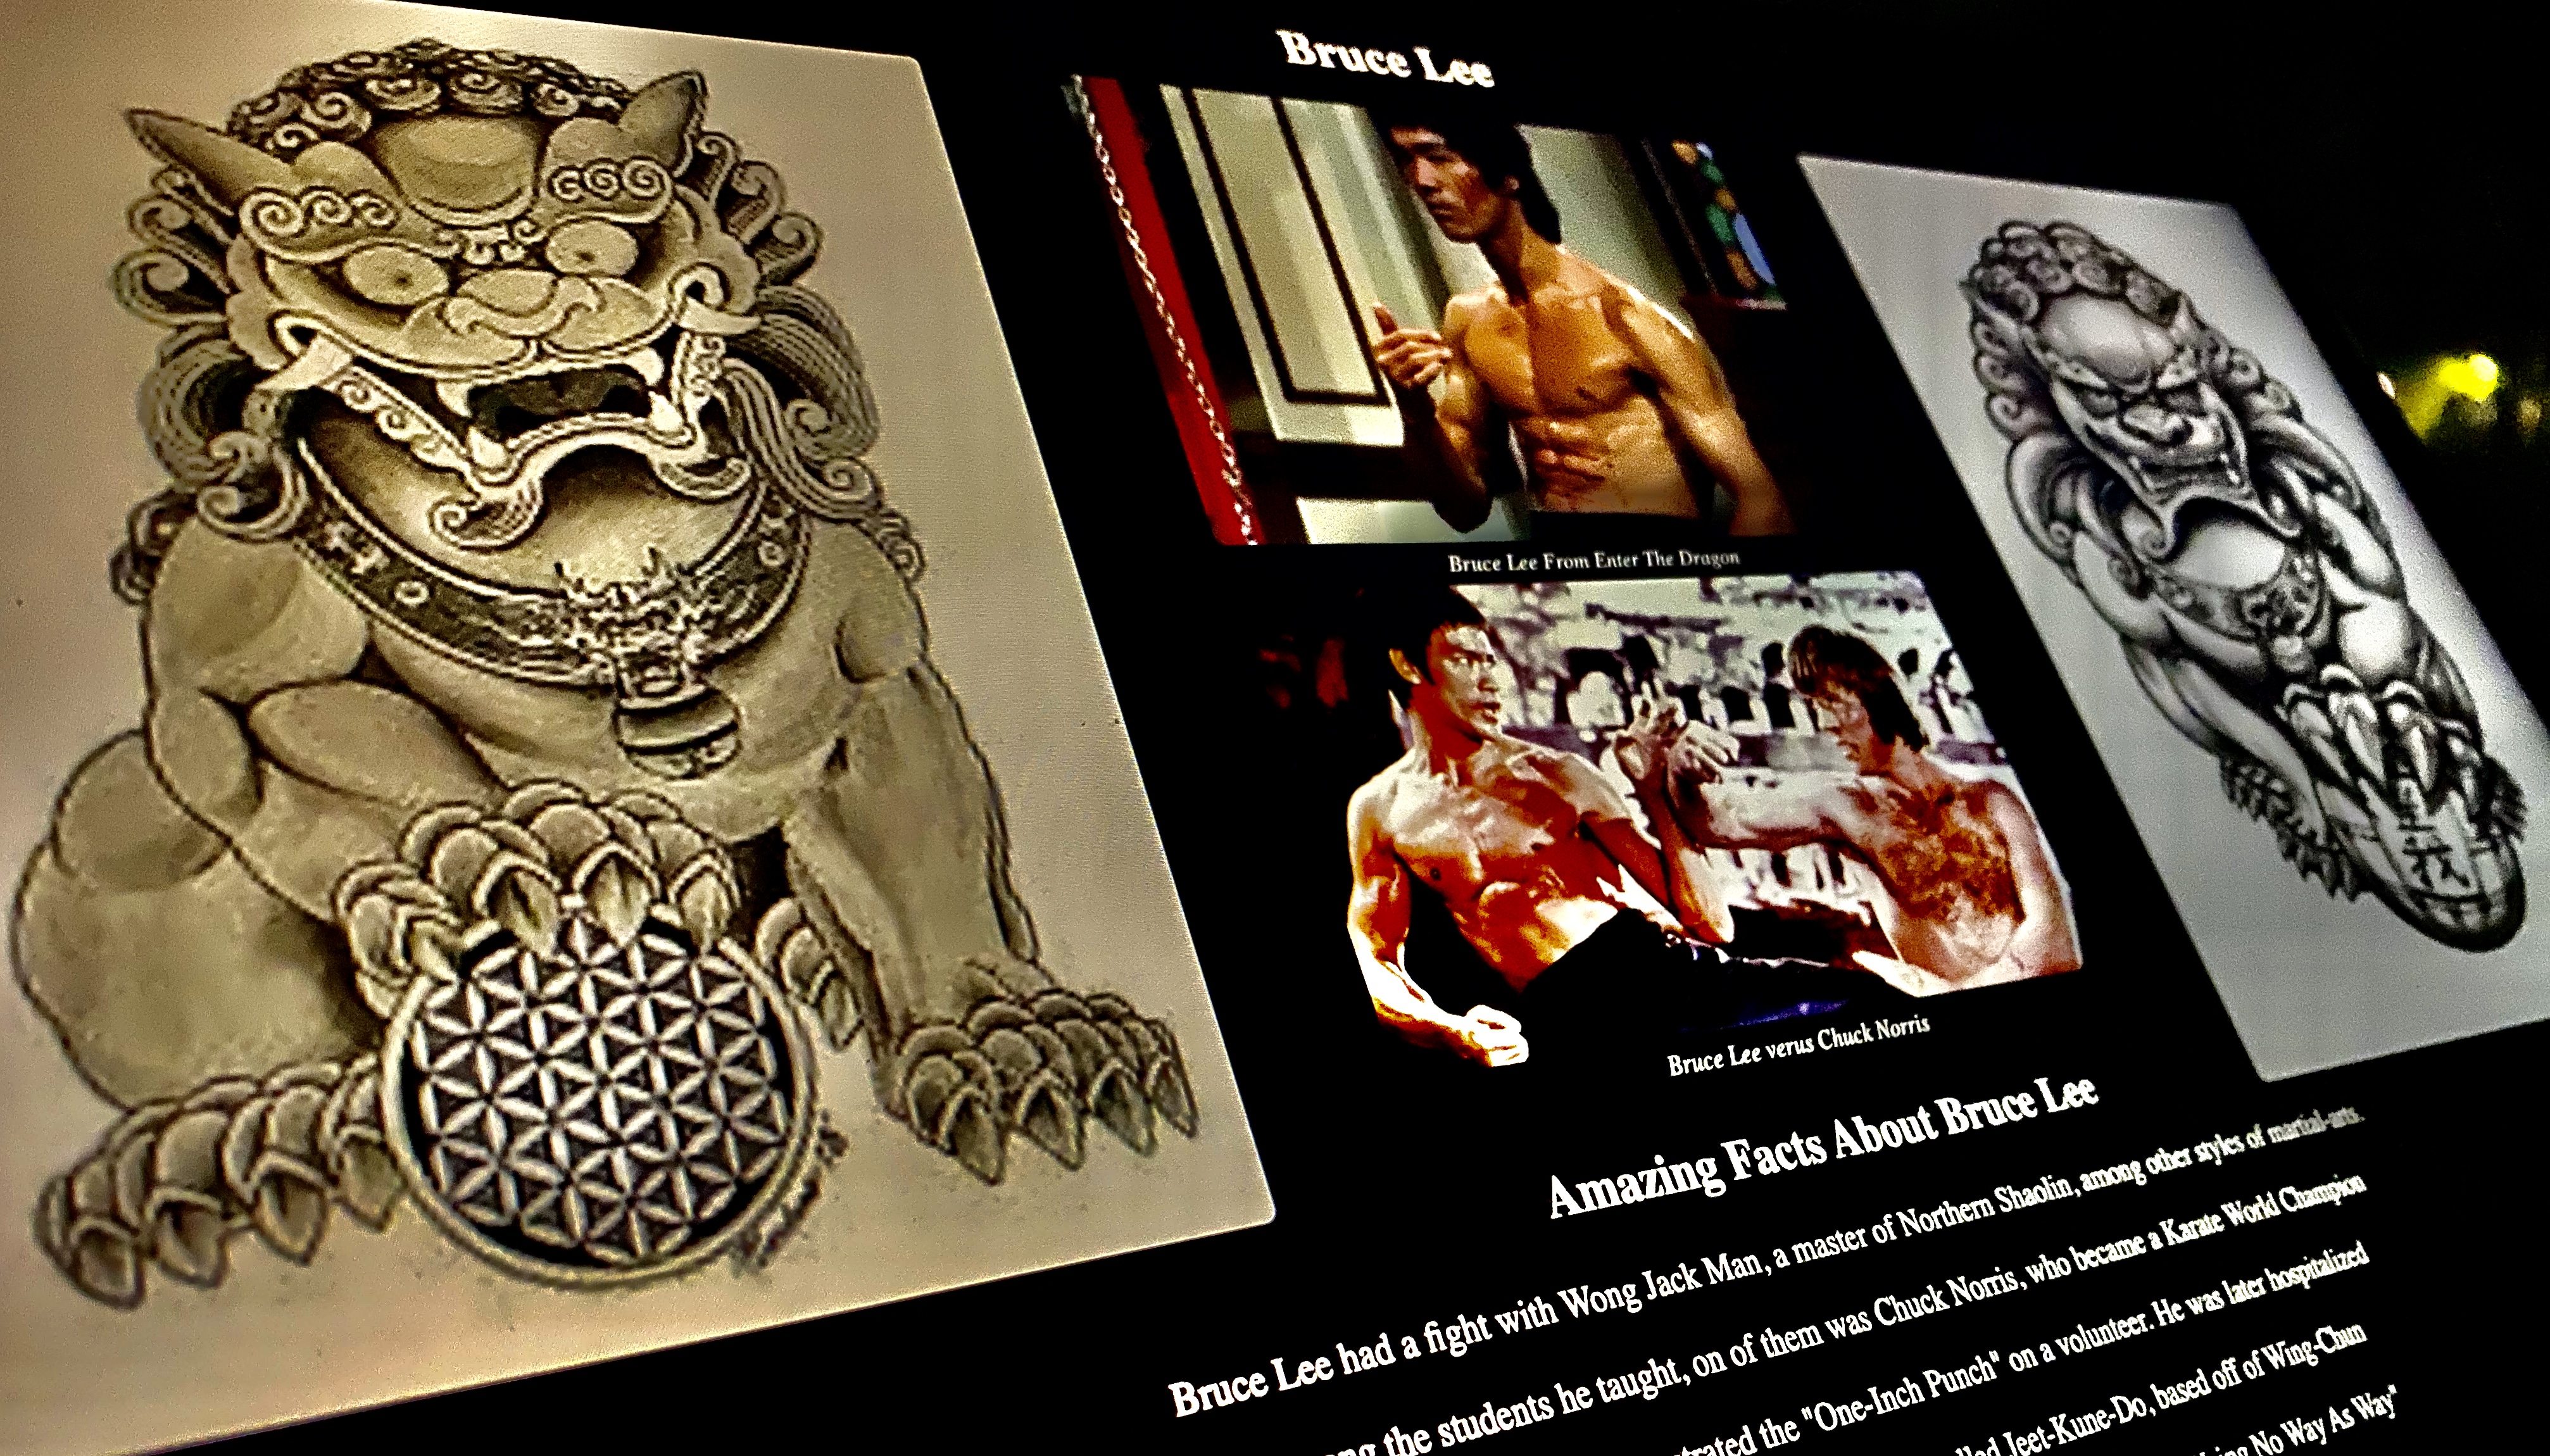 Bruce Lee
Bruce Lee From Enter The Dragon
Bruce Lee verus Chuck Norris
Amazing Facts About Bruce Lee
Bruce Lee had a fight with Wong Jack Man, a master of Northern Shaolin, among other styles of martial-arts.
the students he taught, on of them was Chuck Norris, who became a Karate World Champion
the "One-Inch Punch" on a volunteer. He was later hospitalized
Jeet-Kune-Do, based off of Wing-Chun
No Way As Way"